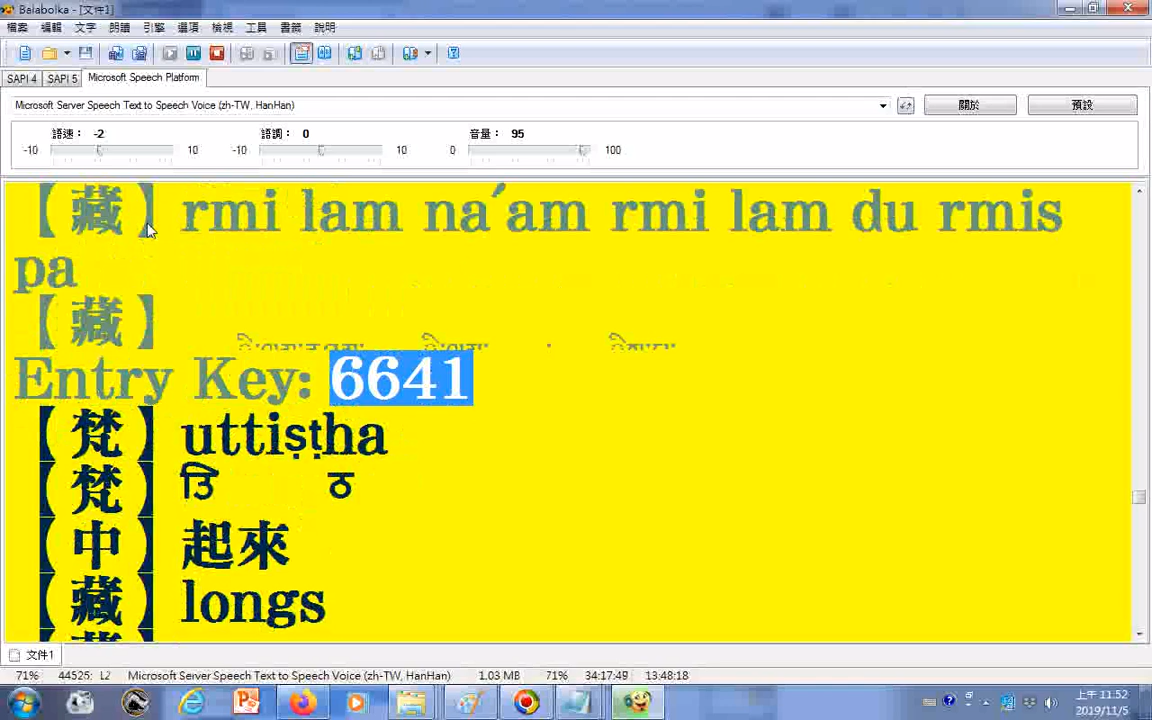 Balabolka - [文件1]
檔案 編輯 文字 朗讀 引擎 選項 檢視 工具 書籤 說明
SAPI 4 SAPI 5 Microsoft Speech Platform
Microsoft Server Speech Text to Speech Voice (zh-TW, HanHan) 關於 預設
語速： -2 語調： 0 音量： 95
-10 10 -10 10 0 100
【藏】 rmi lam na'am rmi lam du rmis
pa
【藏】
Entry Key: 6641
【梵】 uttiṣṭha
【梵】 ति ठ
【中】 起來
【藏】 longs
文件1
71% 44525: L2 Microsoft Server Speech Text to Speech Voice (zh-TW, HanHan) 1.03 MB 71% 34:17:49 13:48:18
上午 11:52
2019/11/5